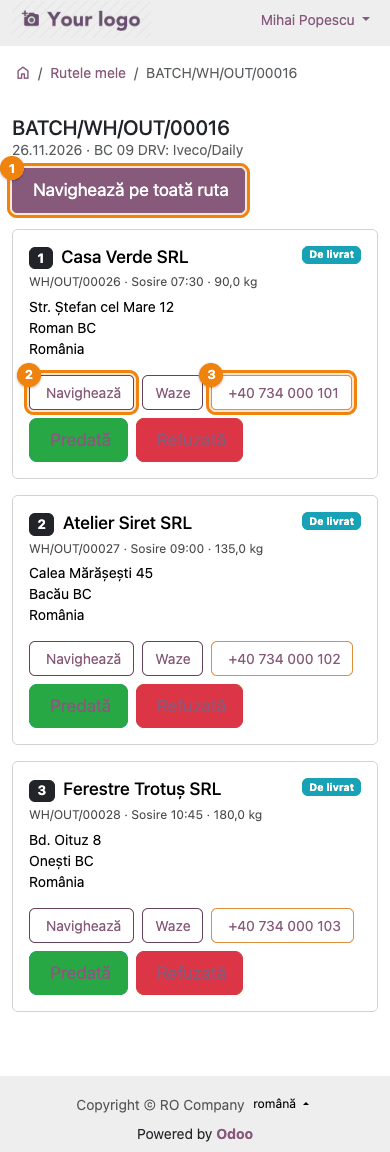 Your logo
Mihai Popescu
/ Rutele mele / BATCH/WH/OUT/00016
BATCH/WH/OUT/00016
26.11.2026 · BC 09 DRV: Iveco/Daily
1
Navighează pe toată ruta
1 Casa Verde SRL De livrat
WH/OUT/00026 · Sosire 07:30 · 90,0 kg
Str. Ștefan cel Mare 12
Roman BC
România
2 3
Navighează Waze +40 734 000 101
Predată Refuzată
2 Atelier Siret SRL De livrat
WH/OUT/00027 · Sosire 09:00 · 135,0 kg
Calea Mărășești 45
Bacău BC
România
Navighează Waze +40 734 000 102
Predată Refuzată
3 Ferestre Trotuș SRL De livrat
WH/OUT/00028 · Sosire 10:45 · 180,0 kg
Bd. Oituz 8
Onești BC
România
Navighează Waze +40 734 000 103
Predată Refuzată
Copyright © RO Company română
Powered by Odoo